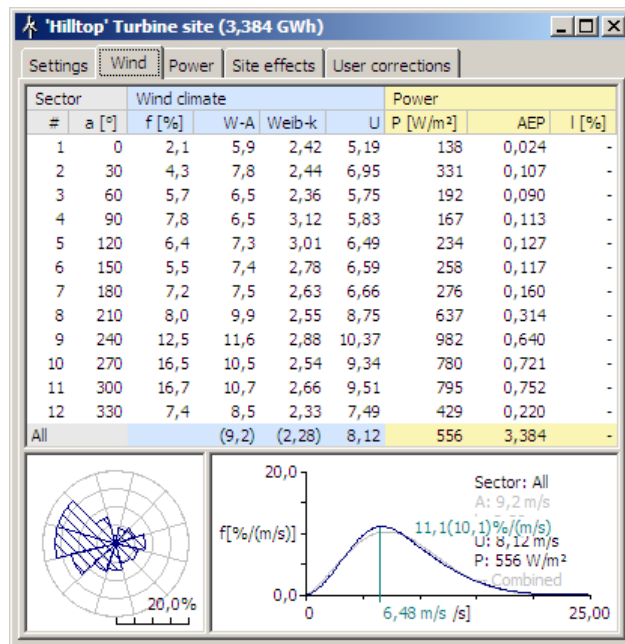 'Hilltop' Turbine site (3,384 GWh)
Settings Wind Power Site effects User corrections
Sector Wind climate Power
# a [°] f [%] W-A Weib-k U P [W/m²] AEP l [%]
1 0 2,1 5,9 2,42 5,19 138 0,024 -
2 30 4,3 7,8 2,44 6,95 331 0,107 -
3 60 5,7 6,5 2,36 5,75 192 0,090 -
4 90 7,8 6,5 3,12 5,83 167 0,113 -
5 120 6,4 7,3 3,01 6,49 234 0,127 -
6 150 5,5 7,4 2,78 6,59 258 0,117 -
7 180 7,2 7,5 2,63 6,66 276 0,160 -
8 210 8,0 9,9 2,55 8,75 637 0,314 -
9 240 12,5 11,6 2,88 10,37 982 0,640 -
10 270 16,5 10,5 2,54 9,34 780 0,721 -
11 300 16,7 10,7 2,66 9,51 795 0,752 -
12 330 7,4 8,5 2,33 7,49 429 0,220 -
All (9,2) (2,28) 8,12 556 3,384 -
20,0%
20,0
f[%/(m/s)]
0,0
0
6,48 m/s /s]
25,00
Sector: All
A: 9,2 m/s
11,1(10,1)%/(m/s)
U: 8,12 m/s
P: 556 W/m²
Combined